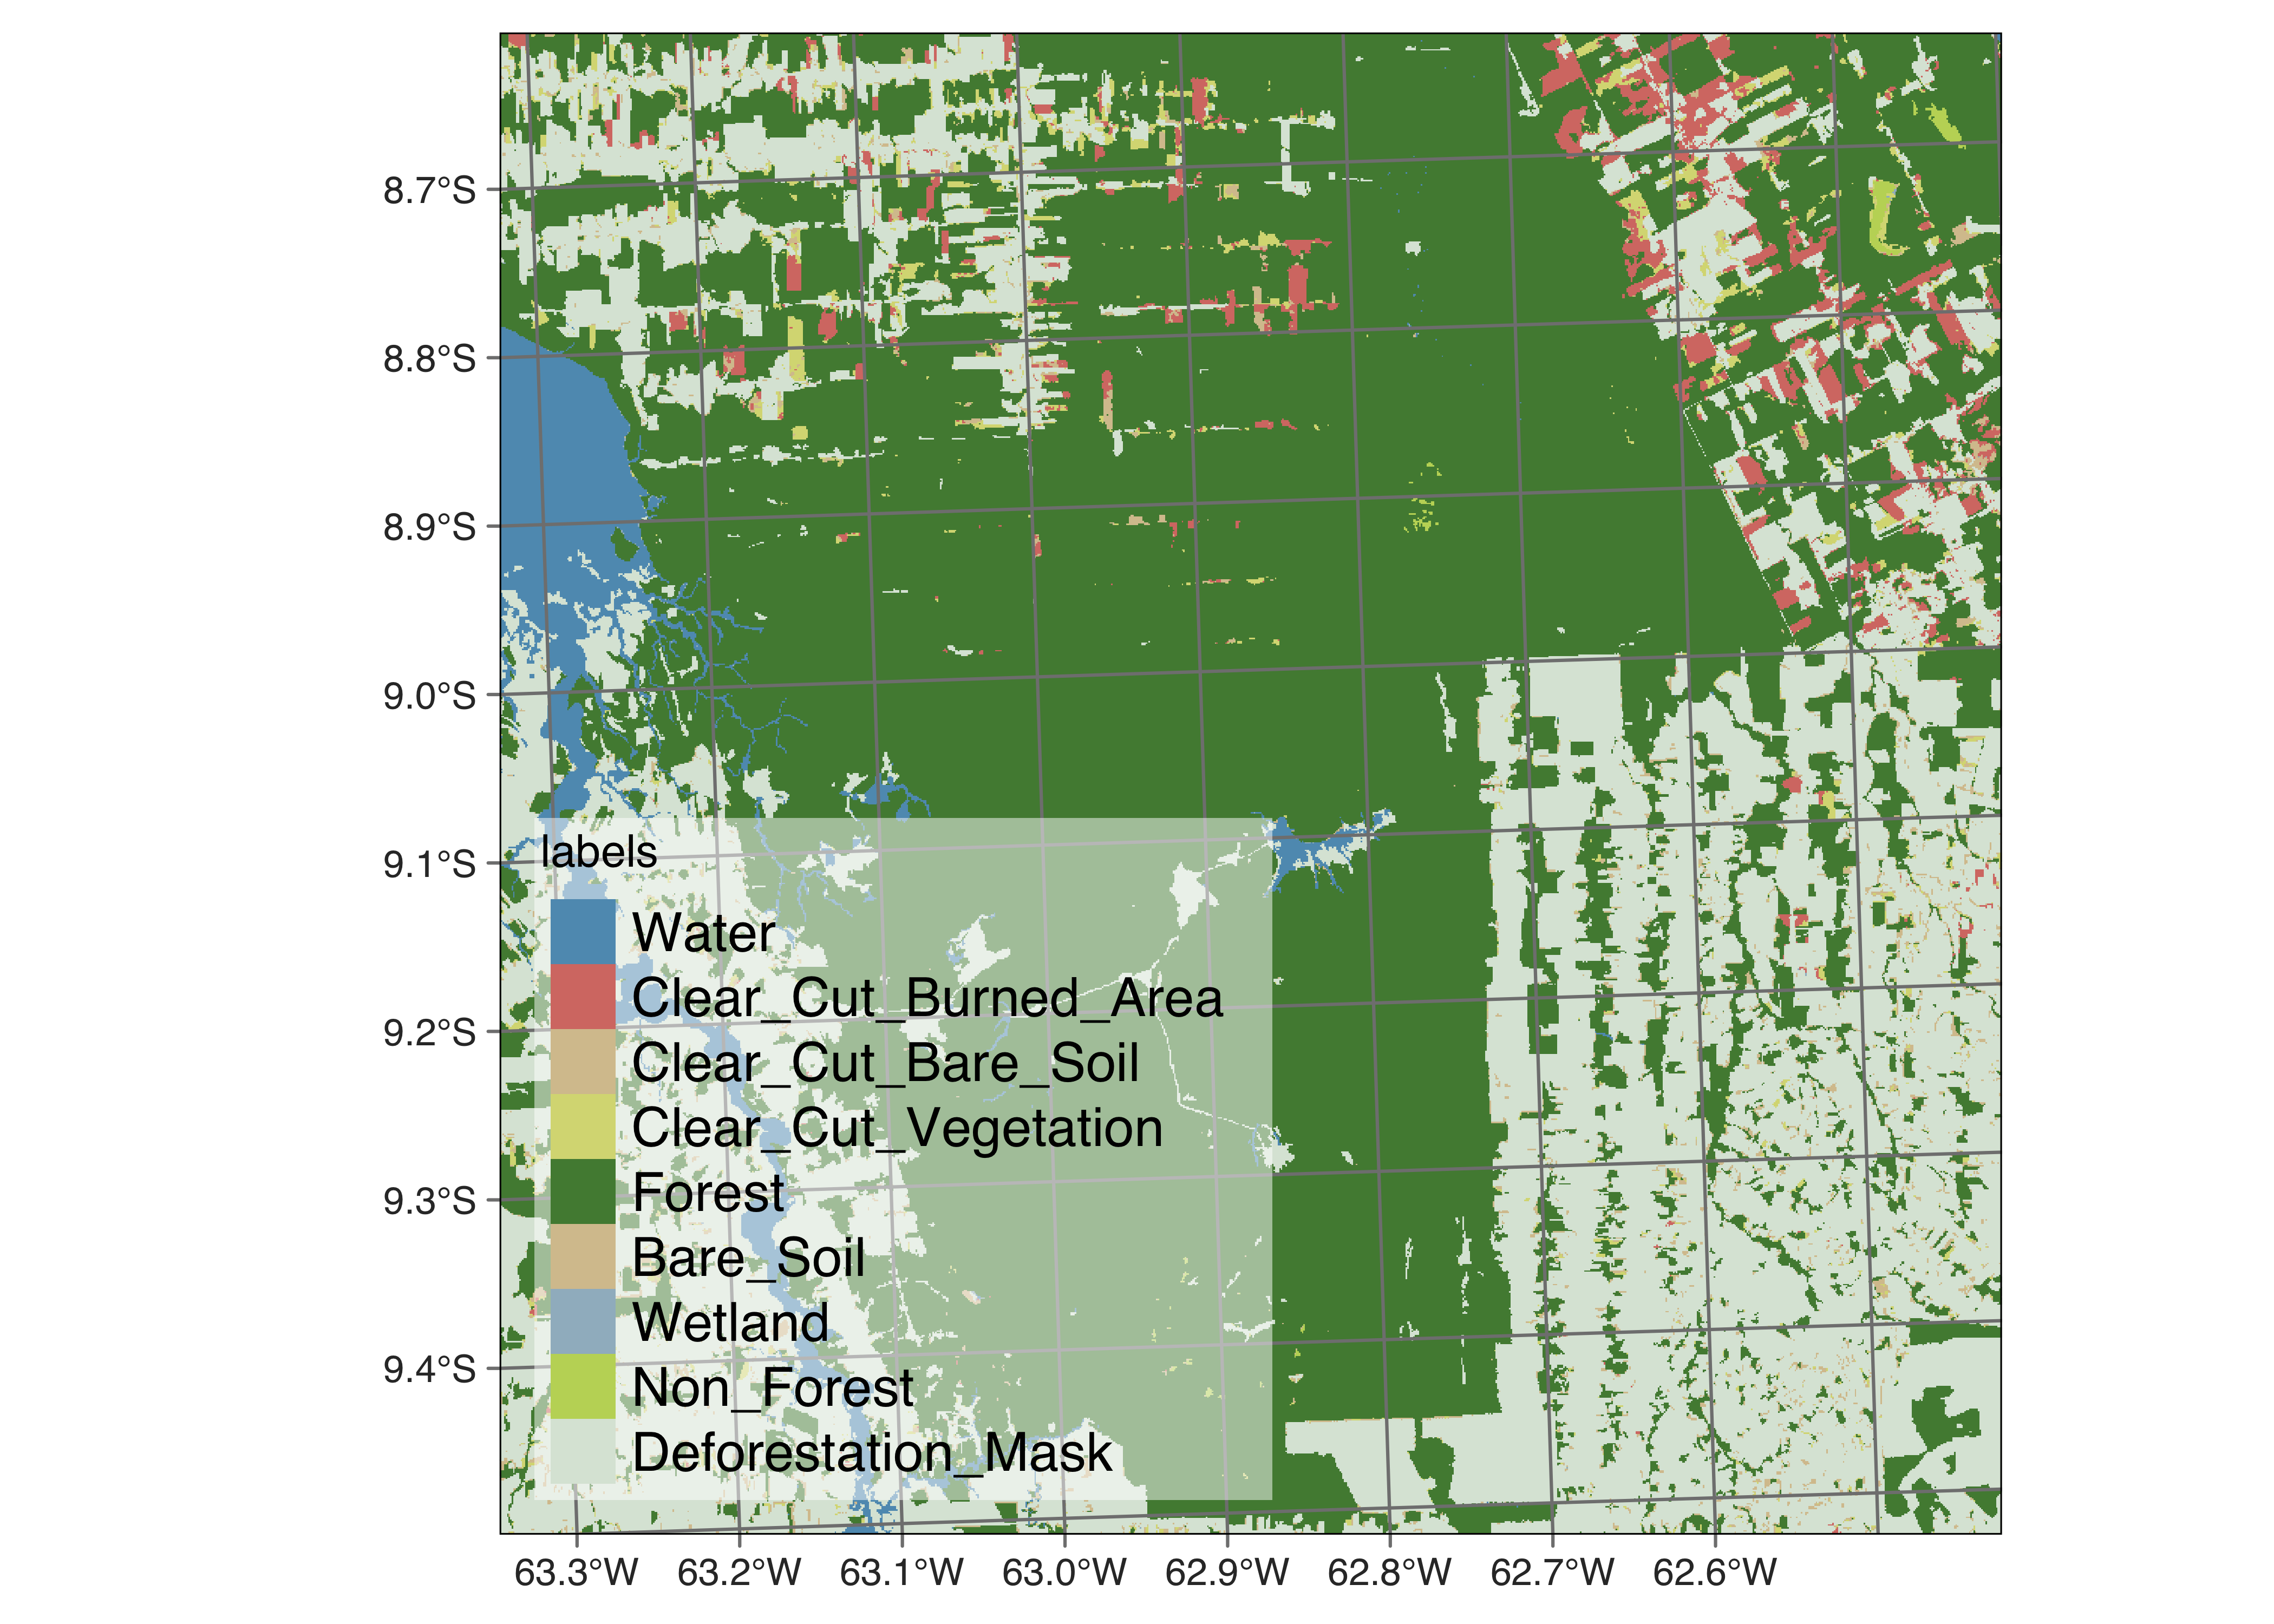 8.7°S
8.8°S
8.9°S
9.0°S
9.1°S
9.2°S
9.3°S
9.4°S
labels
Water
Clear_Cut_Burned_Area
Clear_Cut_Bare_Soil
Clear_Cut_Vegetation
Forest
Bare_Soil
Wetland
Non_Forest
Deforestation_Mask
63.3°W 63.2°W 63.1°W 63.0°W 62.9°W 62.8°W 62.7°W 62.6°W